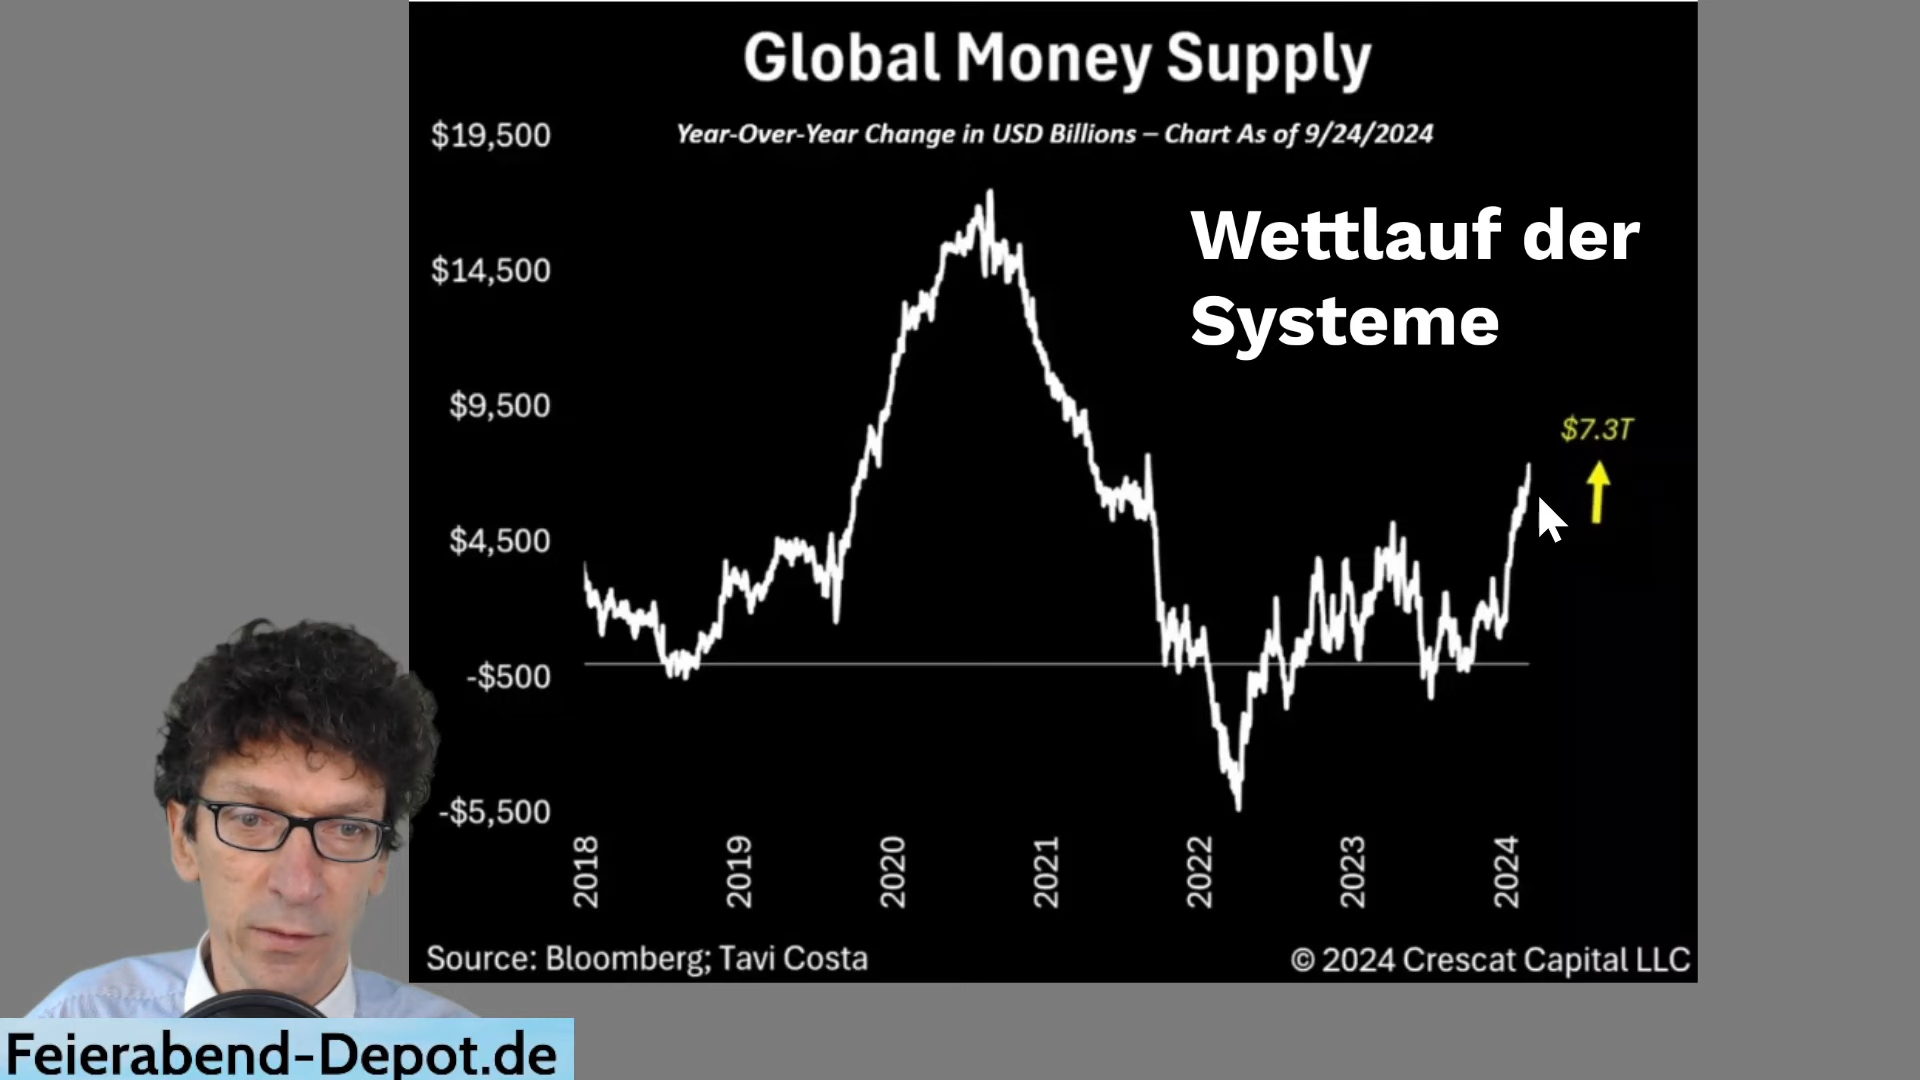 Global Money Supply
Year-Over-Year Change in USD Billions – Chart As of 9/24/2024
$19,500
$14,500
$9,500
$4,500
-$500
-$5,500
Wettlauf der
Systeme
$7.3T
2018
2019
2020
2021
2022
2023
2024
Source: Bloomberg; Tavi Costa
© 2024 Crescat Capital LLC
Feierabend-Depot.de